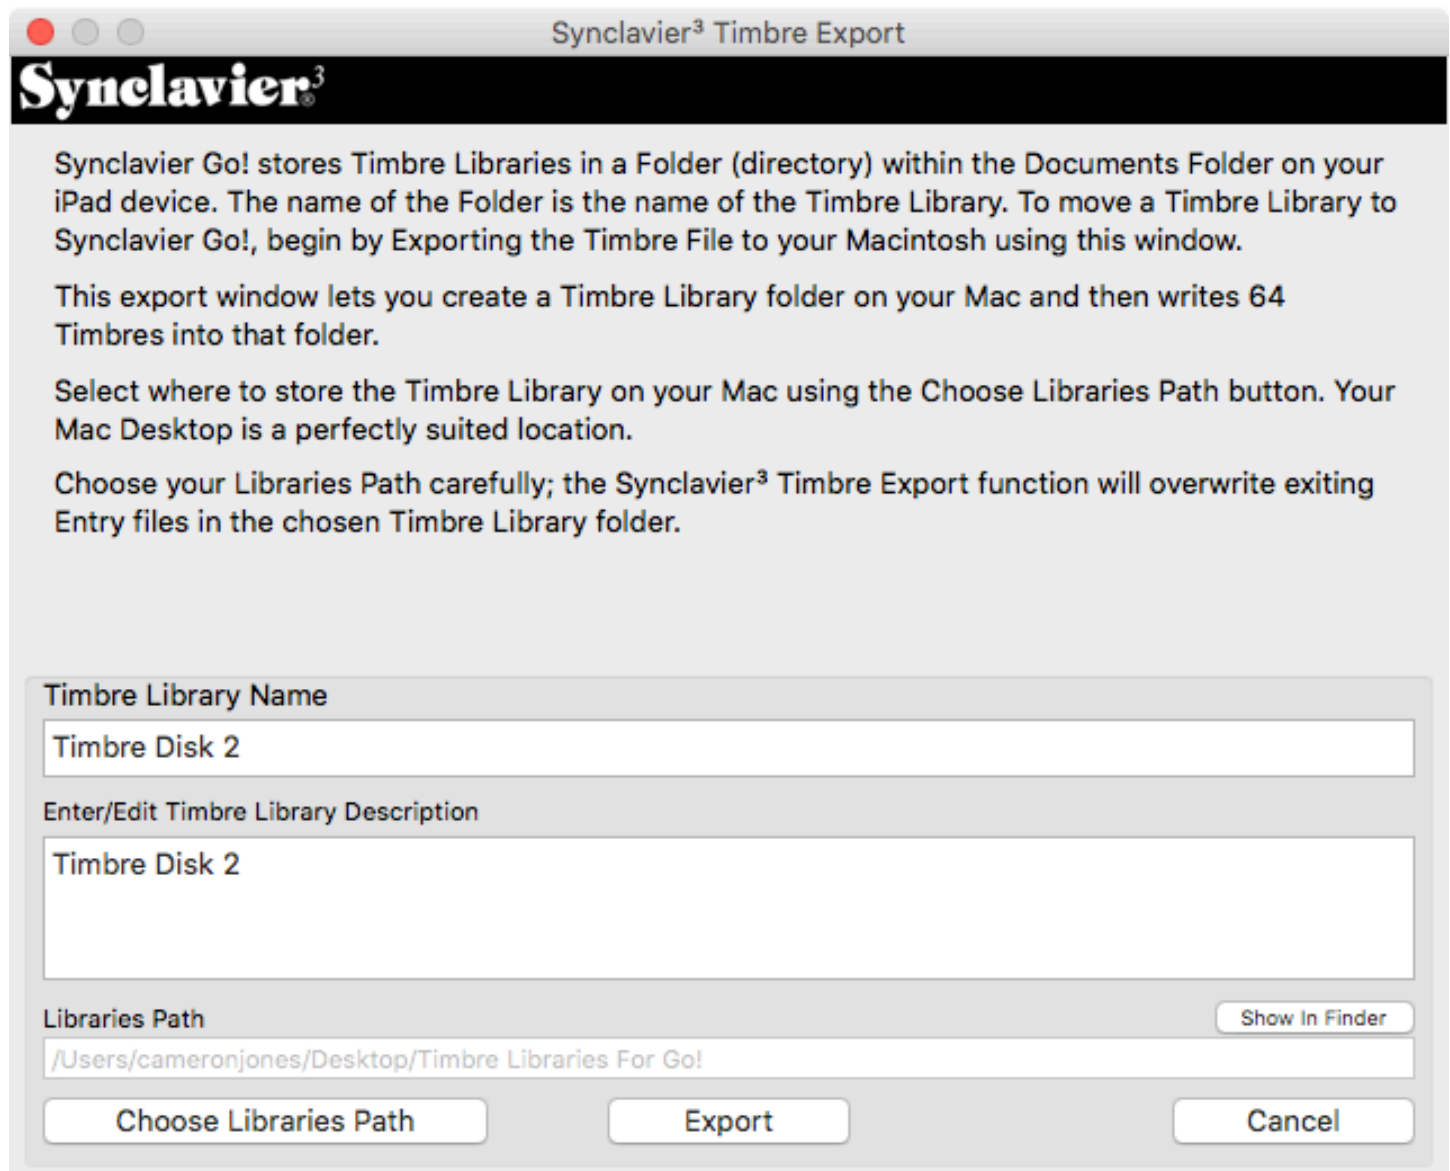 Synclavier³ Timbre Export
Synclavier®³
Synclavier Go! stores Timbre Libraries in a Folder (directory) within the Documents Folder on your
iPad device. The name of the Folder is the name of the Timbre Library. To move a Timbre Library to
Synclavier Go!, begin by Exporting the Timbre File to your Macintosh using this window.
This export window lets you create a Timbre Library folder on your Mac and then writes 64
Timbres into that folder.
Select where to store the Timbre Library on your Mac using the Choose Libraries Path button. Your
Mac Desktop is a perfectly suited location.
Choose your Libraries Path carefully; the Synclavier³ Timbre Export function will overwrite exiting
Entry files in the chosen Timbre Library folder.
Timbre Library Name
Timbre Disk 2
Enter/Edit Timbre Library Description
Timbre Disk 2
Libraries Path
Show In Finder
/Users/cameronjones/Desktop/Timbre Libraries For Go!
Choose Libraries Path
Export
Cancel